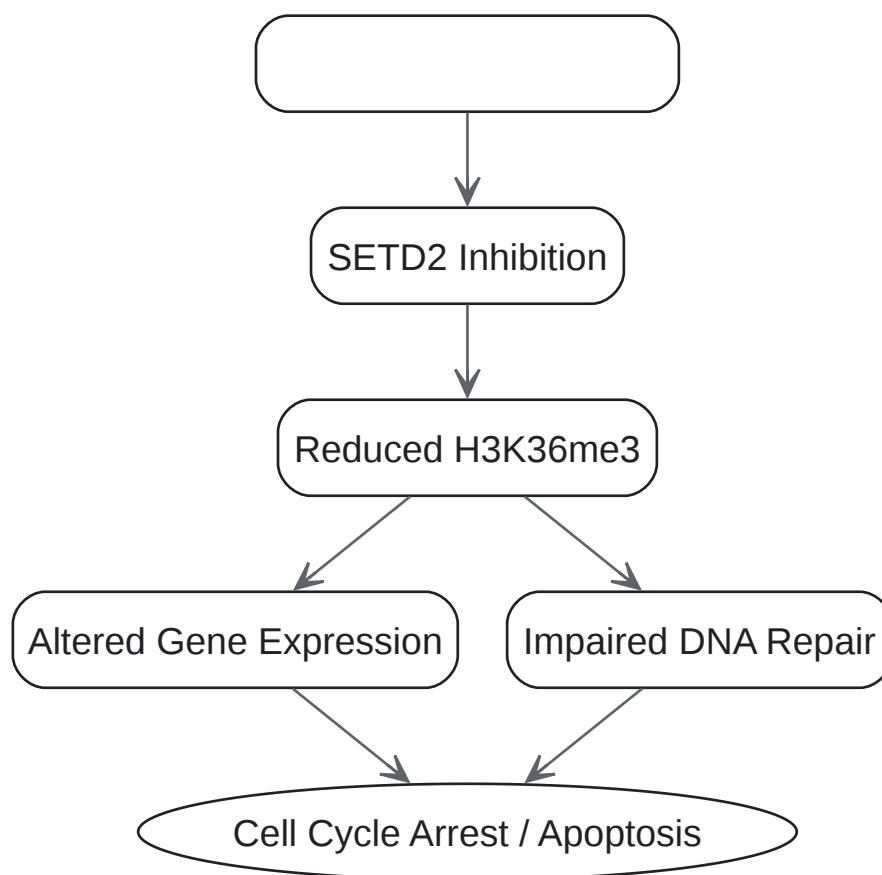 SETD2 Inhibition
Reduced H3K36me3
Altered Gene Expression
Impaired DNA Repair
Cell Cycle Arrest / Apoptosis